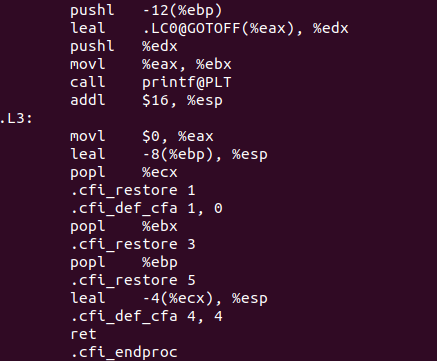 pushl -12(%ebp)
leal .LC0@GOTOFF(%eax), %edx
pushl %edx
movl %eax, %ebx
call printf@PLT
addl $16, %esp
.L3:
movl $0, %eax
leal -8(%ebp), %esp
popl %ecx
.cfi_restore 1
.cfi_def_cfa 1, 0
popl %ebx
.cfi_restore 3
popl %ebp
.cfi_restore 5
leal -4(%ecx), %esp
.cfi_def_cfa 4, 4
ret
.cfi_endproc